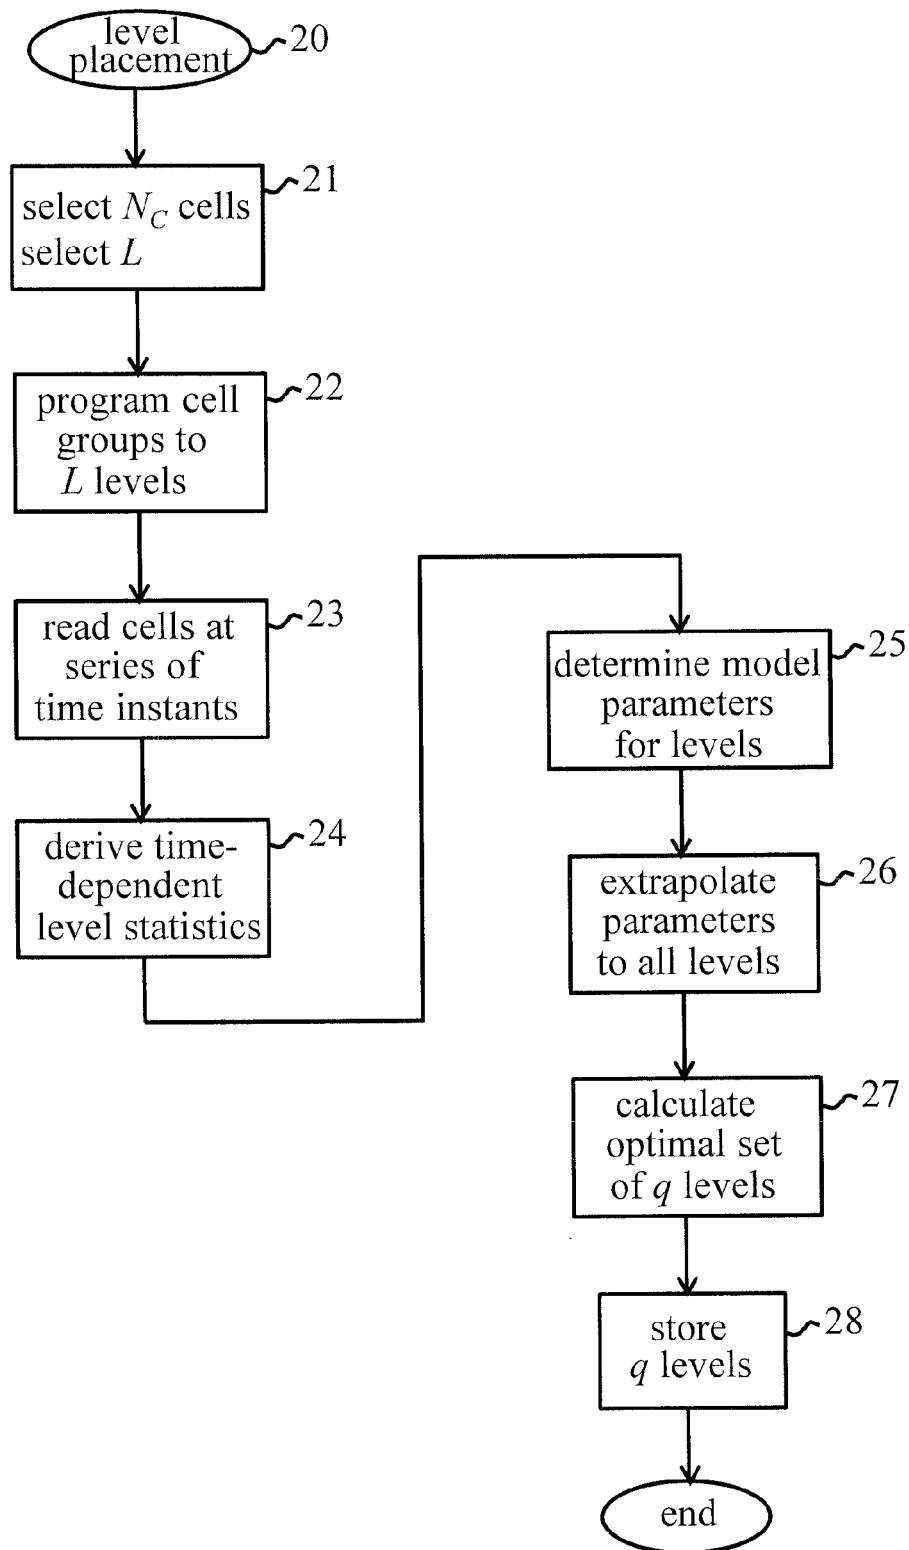 level
placement
20
select N_C cells
select L
21
program cell
groups to
L levels
22
read cells at
series of
time instants
23
derive time-
dependent
level statistics
24
determine model
parameters
for levels
25
extrapolate
parameters
to all levels
26
calculate
optimal set
of q levels
27
store
q levels
28
end